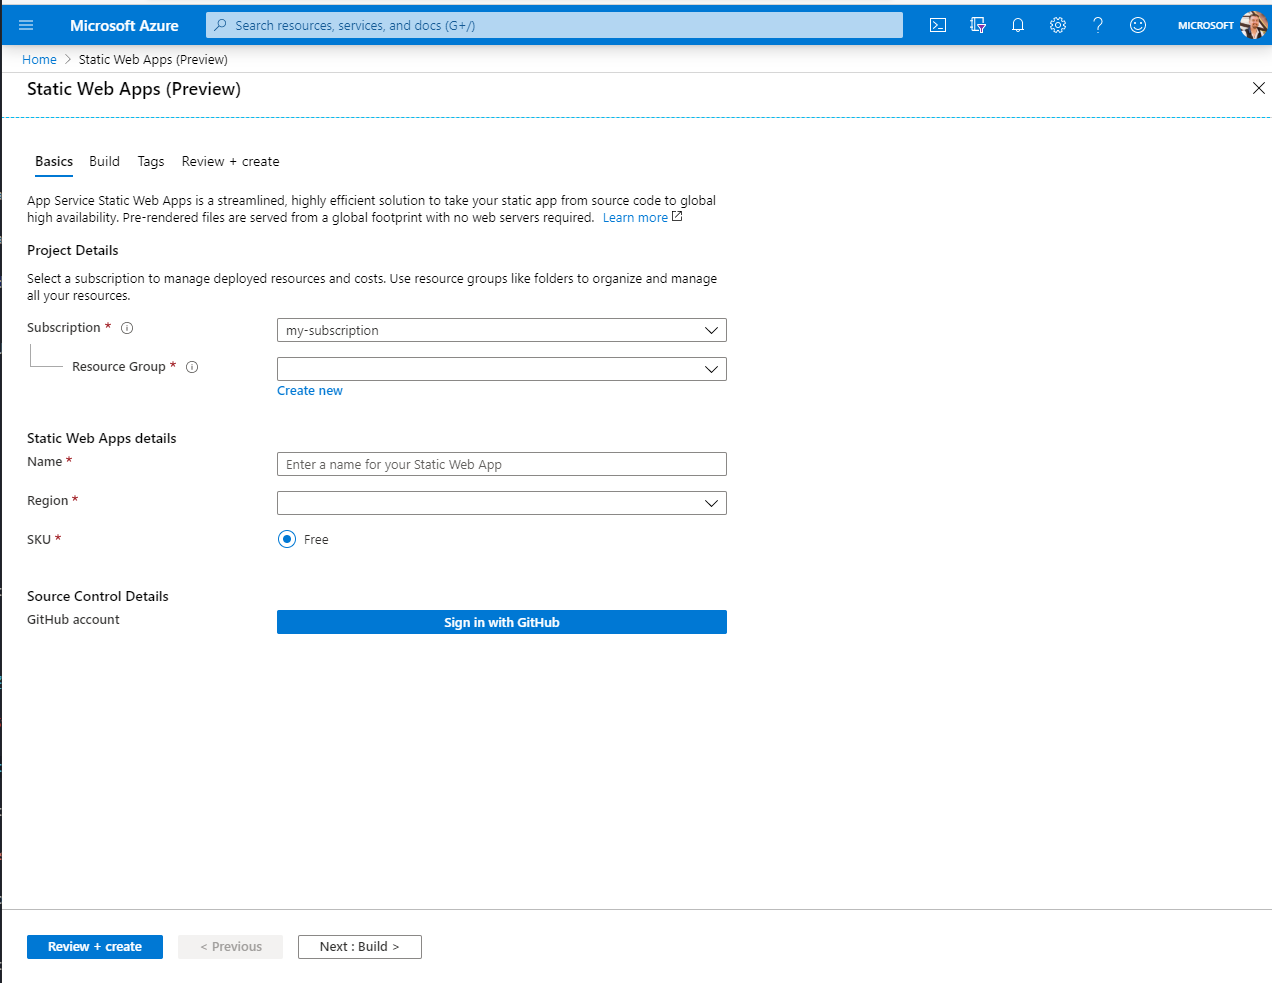 Microsoft Azure
Search resources, services, and docs (G+/)
MICROSOFT
Home > Static Web Apps (Preview)
Static Web Apps (Preview)
Basics Build Tags Review + create
App Service Static Web Apps is a streamlined, highly efficient solution to take your static app from source code to global
high availability. Pre-rendered files are served from a global footprint with no web servers required. Learn more
Project Details
Select a subscription to manage deployed resources and costs. Use resource groups like folders to organize and manage
all your resources.
Subscription *
my-subscription
Resource Group *
Create new
Static Web Apps details
Name *
Enter a name for your Static Web App
Region *
SKU *
Free
Source Control Details
GitHub account
Sign in with GitHub
Review + create
< Previous
Next : Build >